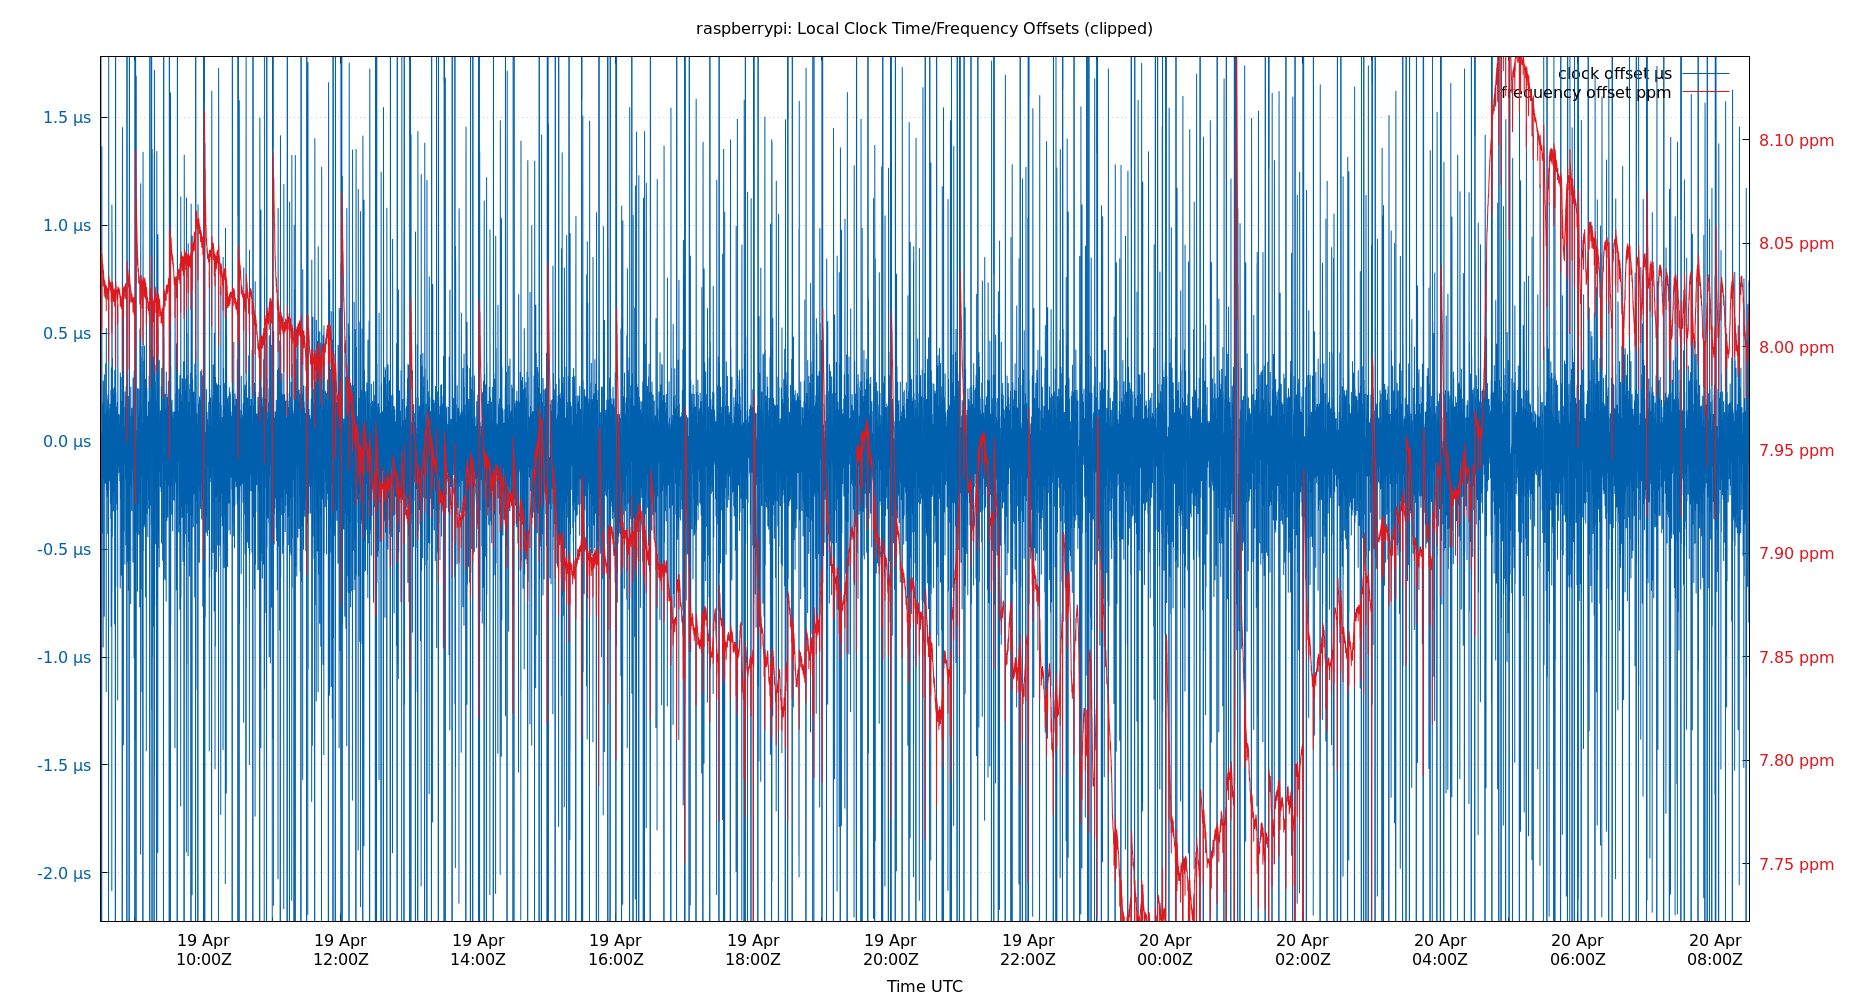 raspberrypi: Local Clock Time/Frequency Offsets (clipped)
clock offset µs
frequency offset ppm
1.5 µs
1.0 µs
0.5 µs
0.0 µs
-0.5 µs
-1.0 µs
-1.5 µs
-2.0 µs
8.10 ppm
8.05 ppm
8.00 ppm
7.95 ppm
7.90 ppm
7.85 ppm
7.80 ppm
7.75 ppm
19 Apr 19 Apr 19 Apr 19 Apr 19 Apr 19 Apr 19 Apr 20 Apr 20 Apr 20 Apr 20 Apr 20 Apr
10:00Z 12:00Z 14:00Z 16:00Z 18:00Z 20:00Z 22:00Z 00:00Z 02:00Z 04:00Z 06:00Z 08:00Z
Time UTC